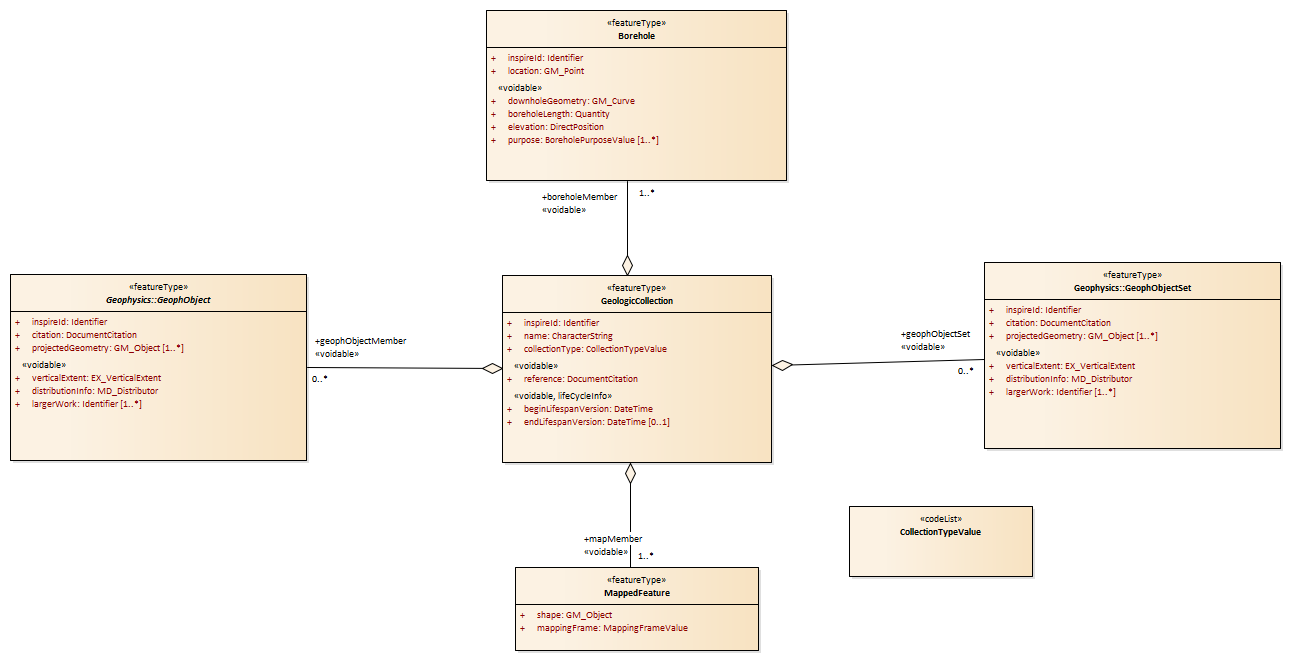 «featureType»
Borehole
+ inspireId: Identifier
+ location: GM_Point
«voidable»
+ downholeGeometry: GM_Curve
+ boreholeLength: Quantity
+ elevation: DirectPosition
+ purpose: BoreholePurposeValue [1..*]
+boreholeMember
«voidable»
1..*
«featureType»
Geophysics::GeophObject
+ inspireId: Identifier
+ citation: DocumentCitation
+ projectedGeometry: GM_Object [1..*]
«voidable»
+ verticalExtent: EX_VerticalExtent
+ distributionInfo: MD_Distributor
+ largerWork: Identifier [1..*]
+geophObjectMember
«voidable»
0..*
«featureType»
GeologicCollection
+ inspireId: Identifier
+ name: CharacterString
+ collectionType: CollectionTypeValue
«voidable»
+ reference: DocumentCitation
«voidable, lifeCycleInfo»
+ beginLifespanVersion: DateTime
+ endLifespanVersion: DateTime [0..1]
+geophObjectSet
«voidable»
0..*
«featureType»
Geophysics::GeophObjectSet
+ inspireId: Identifier
+ citation: DocumentCitation
+ projectedGeometry: GM_Object [1..*]
«voidable»
+ verticalExtent: EX_VerticalExtent
+ distributionInfo: MD_Distributor
+ largerWork: Identifier [1..*]
«codeList»
CollectionTypeValue
+mapMember
«voidable»
1..*
«featureType»
MappedFeature
+ shape: GM_Object
+ mappingFrame: MappingFrameValue